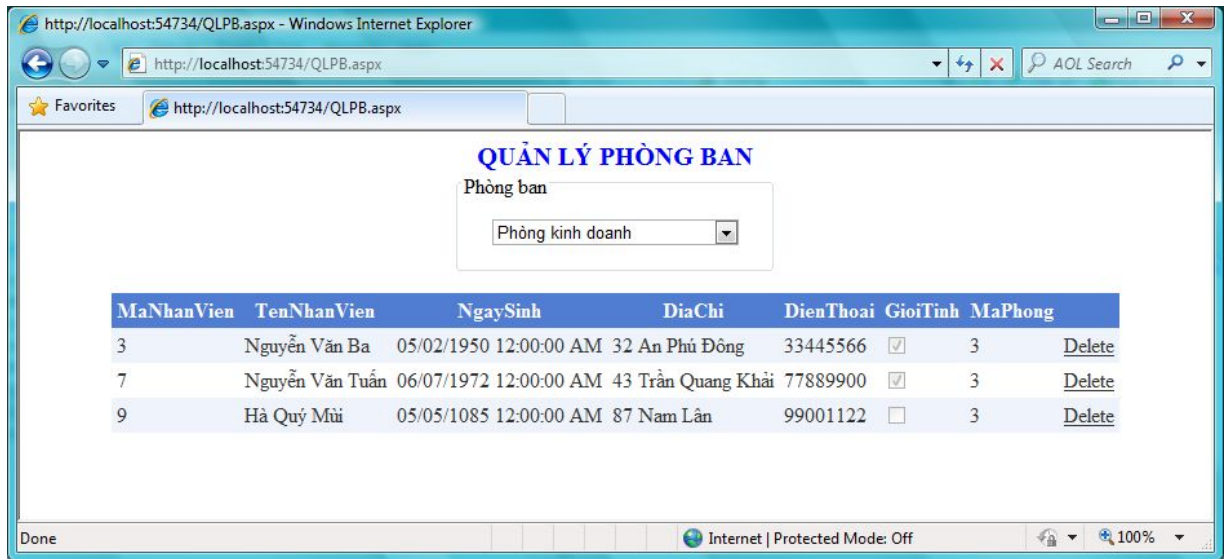 http://localhost:54734/QLPB.aspx - Windows Internet Explorer
http://localhost:54734/QLPB.aspx
AOL Search
Favorites
http://localhost:54734/QLPB.aspx
QUẢN LÝ PHÒNG BAN
Phòng ban
Phòng kinh doanh
MaNhanVien TenNhanVien NgaySinh DiaChi DienThoai GioiTinh MaPhong
3 Nguyễn Văn Ba 05/02/1950 12:00:00 AM 32 An Phú Đông 33445566 3 Delete
7 Nguyễn Văn Tuấn 06/07/1972 12:00:00 AM 43 Trần Quang Khải 77889900 3 Delete
9 Hà Quý Mùi 05/05/1085 12:00:00 AM 87 Nam Lân 99001122 3 Delete
Done
Internet | Protected Mode: Off
100%